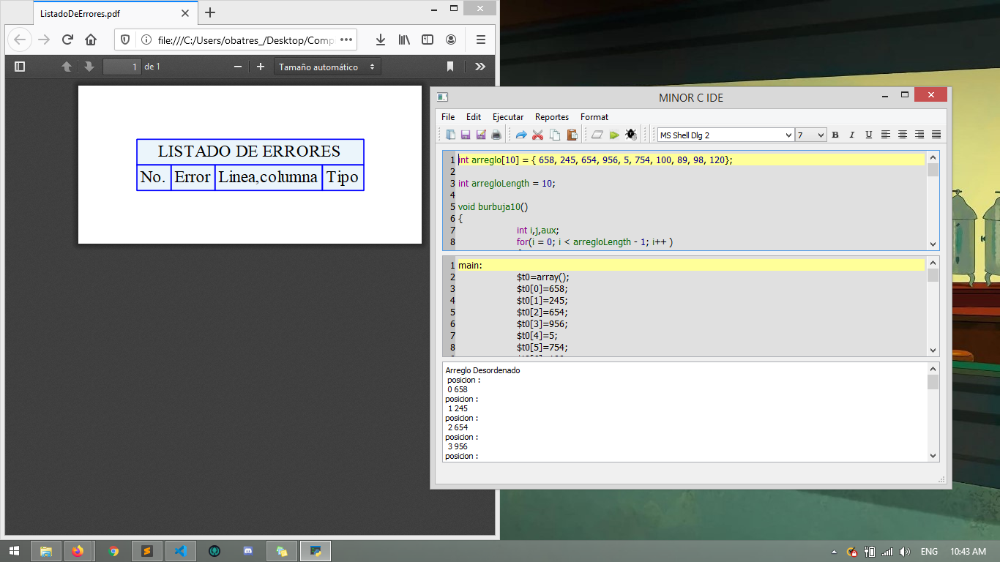 ListadoDeErrores.pdf
file:///C:/Users/obatres_/Desktop/Comp
1 de 1
Tamaño automático
LISTADO DE ERRORES
No. Error Linea,columna Tipo
MINOR C IDE
File Edit Ejecutar Reportes Format
MS Shell Dlg 2 7 B I U
1 int arreglo[10] = { 658, 245, 654, 956, 5, 754, 100, 89, 98, 120};
2
3 int arregloLength = 10;
4
5 void burbuja10()
6 {
7 int i,j,aux;
8 for(i = 0; i < arregloLength - 1; i++ )
1 main:
2 $t0=array();
3 $t0[0]=658;
4 $t0[1]=245;
5 $t0[2]=654;
6 $t0[3]=956;
7 $t0[4]=5;
8 $t0[5]=754;
Arreglo Desordenado
posicion :
0 658
posicion :
1 245
posicion :
2 654
posicion :
3 956
posicion :
ENG 10:43 AM